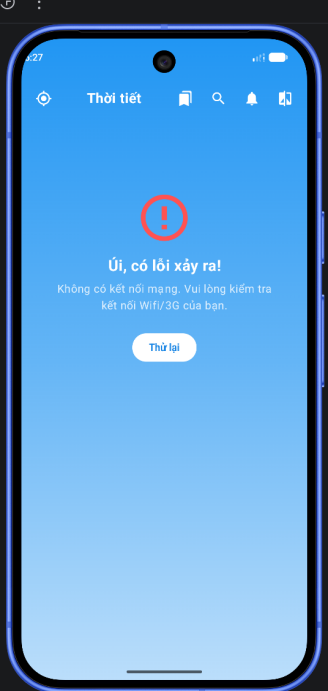 :27
Thời tiết
Úi, có lỗi xảy ra!
Không có kết nối mạng. Vui lòng kiểm tra
kết nối Wifi/3G của bạn.
Thử lại